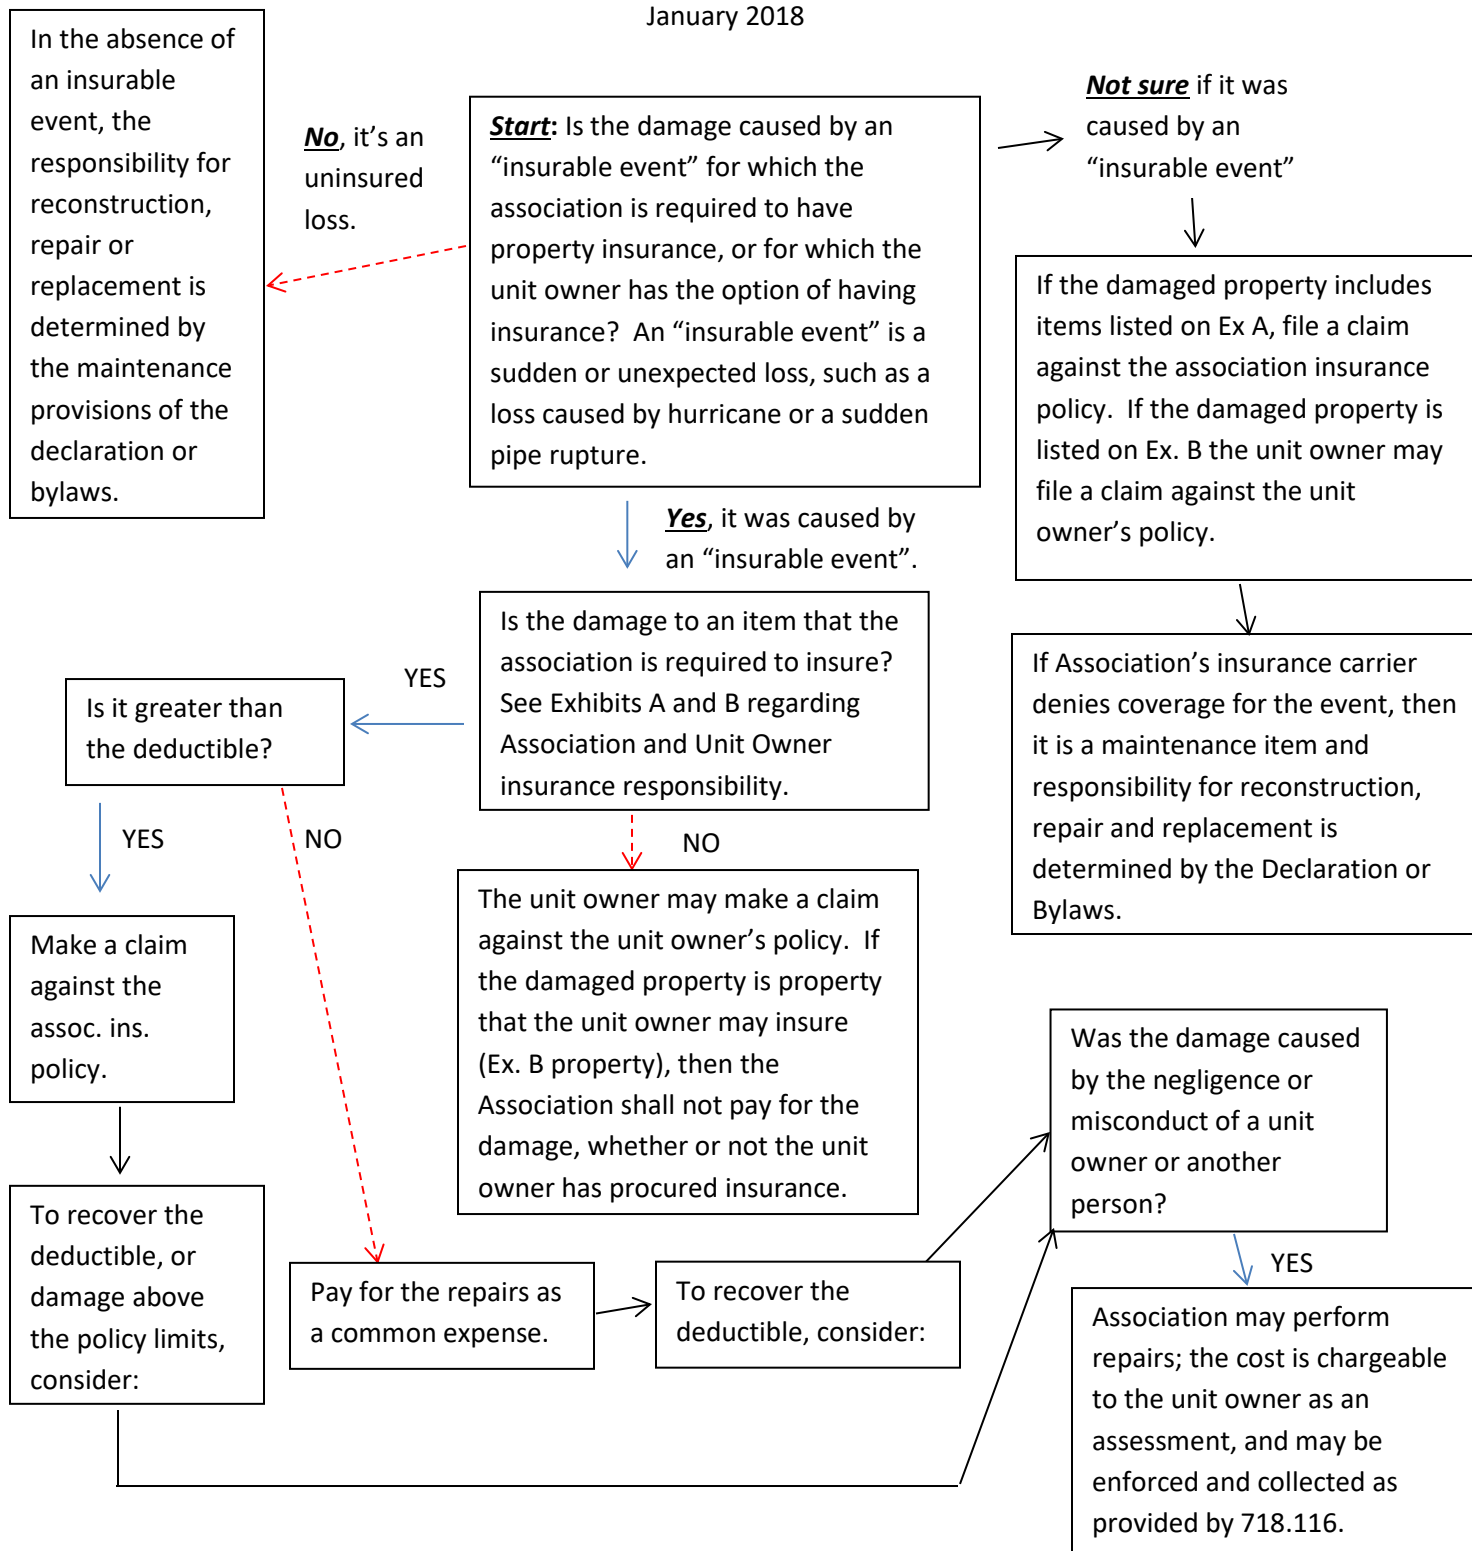 January 2018
In the absence of
an insurable
event, the
responsibility for
reconstruction,
repair or
replacement is
determined by
the maintenance
provisions of the
declaration or
bylaws.
No, it’s an
uninsured
loss.
Start: Is the damage caused by an
“insurable event” for which the
association is required to have
property insurance, or for which the
unit owner has the option of having
insurance?  An “insurable event” is a
sudden or unexpected loss, such as a
loss caused by hurricane or a sudden
pipe rupture.
Not sure if it was
caused by an
“insurable event”
If the damaged property includes
items listed on Ex A, file a claim
against the association insurance
policy.  If the damaged property is
listed on Ex. B the unit owner may
file a claim against the unit
owner’s policy.
Yes, it was caused by
an “insurable event”.
Is the damage to an item that the
association is required to insure?
See Exhibits A and B regarding
Association and Unit Owner
insurance responsibility.
If Association’s insurance carrier
denies coverage for the event, then
it is a maintenance item and
responsibility for reconstruction,
repair and replacement is
determined by the Declaration or
Bylaws.
YES
Is it greater than
the deductible?
YES
NO
NO
Make a claim
against the
assoc. ins.
policy.
The unit owner may make a claim
against the unit owner’s policy.  If
the damaged property is property
that the unit owner may insure
(Ex. B property), then the
Association shall not pay for the
damage, whether or not the unit
owner has procured insurance.
Was the damage caused
by the negligence or
misconduct of a unit
owner or another
person?
To recover the
deductible, or
damage above
the policy limits,
consider:
Pay for the repairs as
a common expense.
To recover the
deductible, consider:
YES
Association may perform
repairs; the cost is chargeable
to the unit owner as an
assessment, and may be
enforced and collected as
provided by 718.116.